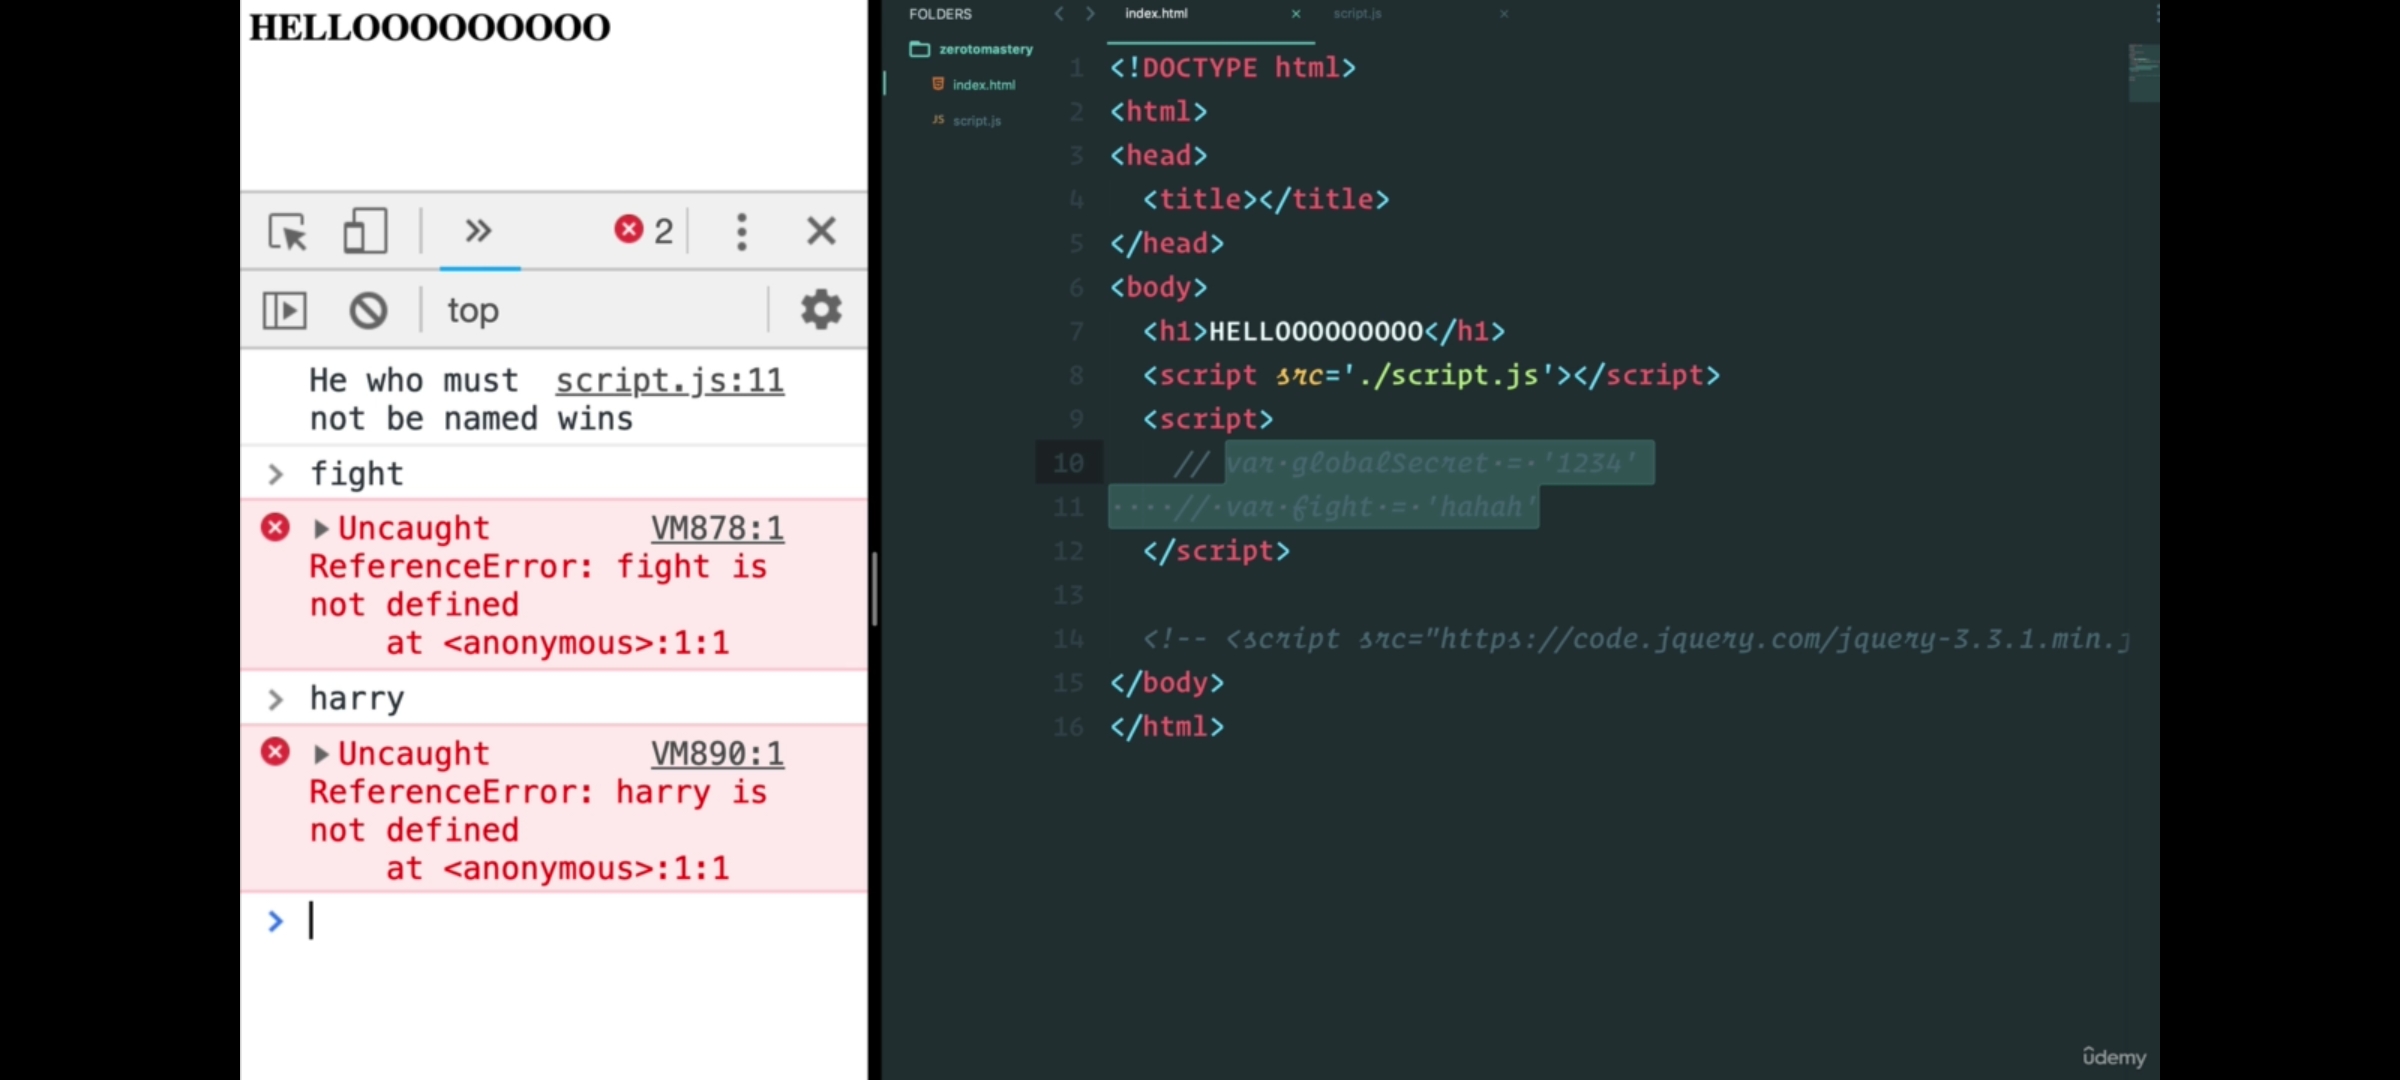 HELLOOOOOOOOO
2
top
He who must script.js:11
not be named wins
> fight
Uncaught VM878:1
ReferenceError: fight is
not defined
at <anonymous>:1:1
> harry
Uncaught VM890:1
ReferenceError: harry is
not defined
at <anonymous>:1:1
>
FOLDERS
zerotomastery
index.html
JS script.js
index.html × script.js ×
1 <!DOCTYPE html>
2 <html>
3 <head>
4 <title></title>
5 </head>
6 <body>
7 <h1>HELLOOOOOOOOO</h1>
8 <script src='./script.js'></script>
9 <script>
10 // var globalSecret = '1234'
11 // var fight = 'hahah'
12 </script>
13
14 <!-- <script src="https://code.jquery.com/jquery-3.3.1.min.j
15 </body>
16 </html>
ûdemy